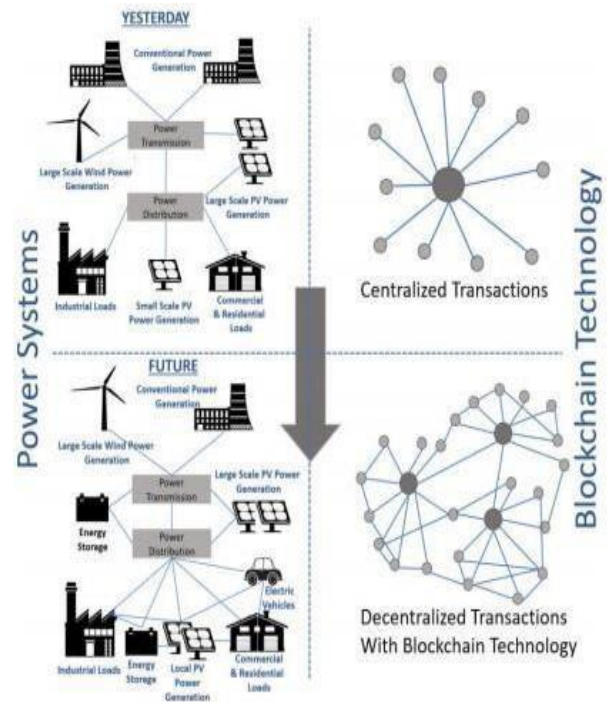 YESTERDAY
Conventional Power
Generation
Power
Transmission
Large Scale Wind Power
Generation
Large Scale PV Power
Generation
Power
Distribution
Industrial Loads
Small Scale PV
Power Generation
Commercial
& Residential
Loads
Power Systems
FUTURE
Conventional Power
Generation
Large Scale Wind Power
Generation
Power
Transmission
Large Scale PV Power
Generation
Energy
Storage
Power
Distribution
Electric
Vehicles
Industrial Loads
Energy
Storage
Local PV
Power
Generation
Commercial
& Residential
Loads
Centralized Transactions
Blockchain Technology
Decentralized Transactions
With Blockchain Technology